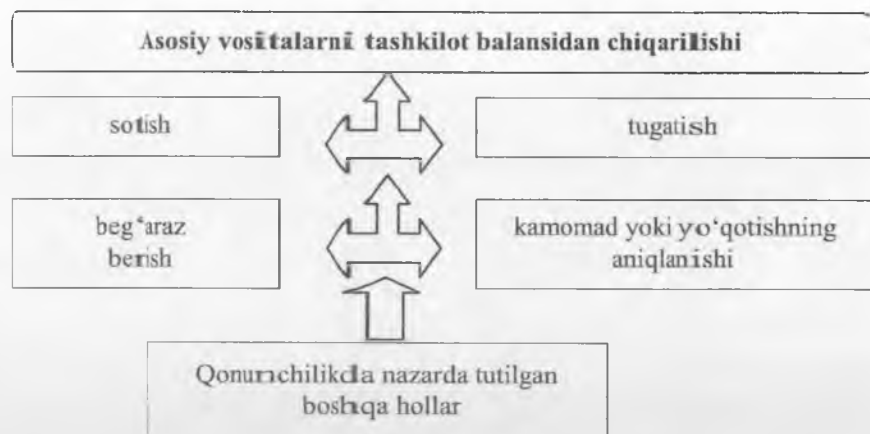 Asosiy vositalarni tashkilot balansidan chiqarilishi
sotish
tugatish
beg‘araz
berish
kamomad yoki yo‘qotishning
aniqlanishi
Qonunchilikda nazarda tutilgan
boshqa hollar